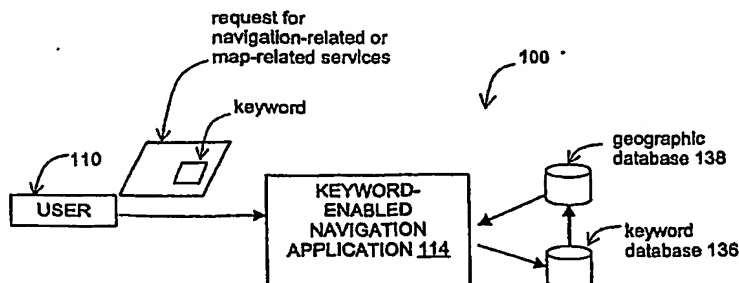 request for
navigation-related or
map-related services
100
keyword
110
geographic
database 138
USER
KEYWORD-
ENABLED
NAVIGATION
APPLICATION 114
keyword
database 136